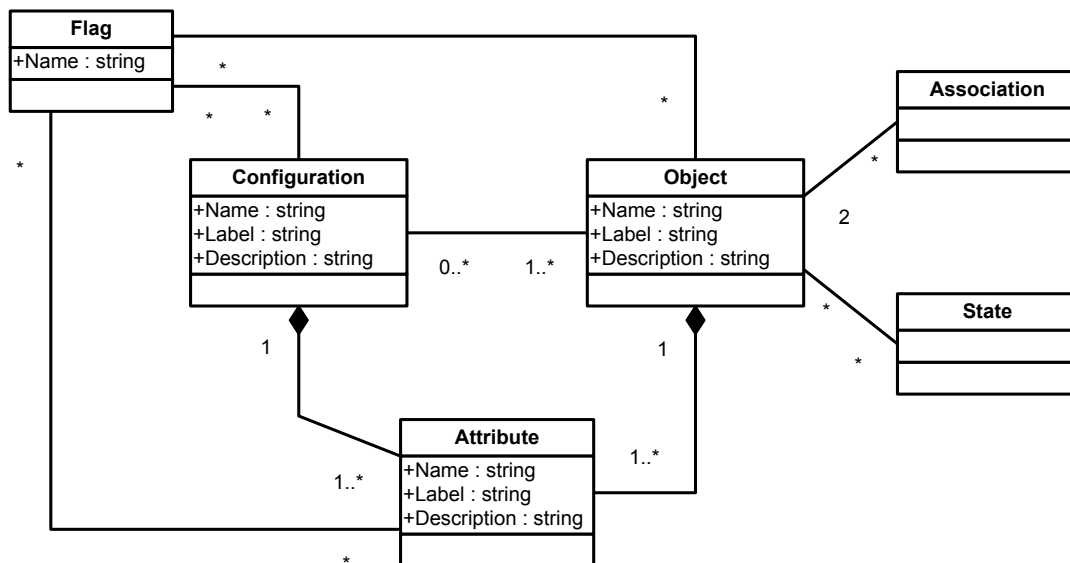 Flag
+Name : string
*
*
*
*
*
Association
*
2
Configuration
+Name : string
+Label : string
+Description : string
Object
+Name : string
+Label : string
+Description : string
0..*
1..*
State
*
*
1
1
Attribute
+Name : string
+Label : string
+Description : string
1..*
1..*
*